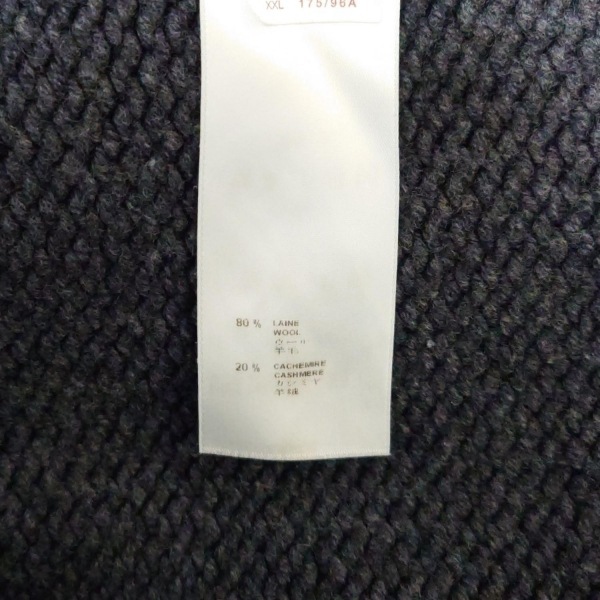 XXL 175/96A
80 % LAINE
WOOL
ウール
羊毛
20 % CACHEMIRE
CASHMERE
カシミヤ
羊绒